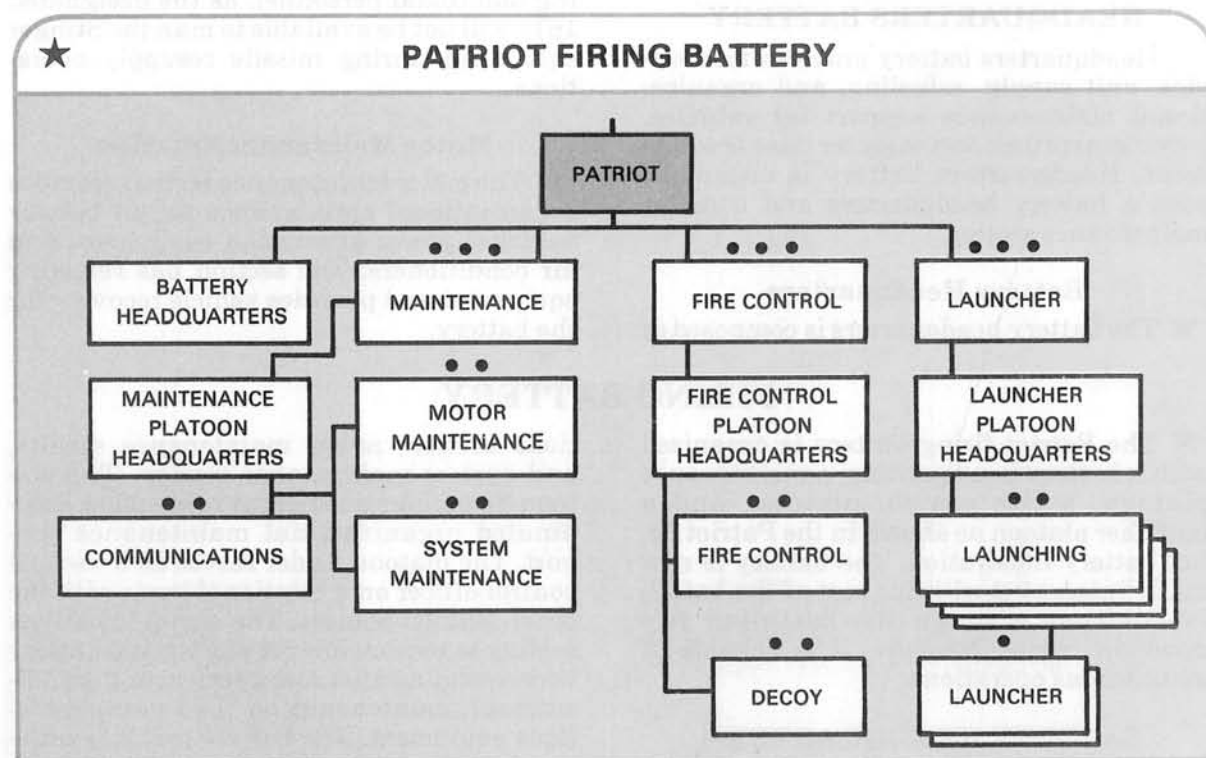 ★ PATRIOT FIRING BATTERY
PATRIOT
BATTERY
HEADQUARTERS
MAINTENANCE
FIRE CONTROL
LAUNCHER
MAINTENANCE
PLATOON
HEADQUARTERS
MOTOR
MAINTENANCE
FIRE CONTROL
PLATOON
HEADQUARTERS
LAUNCHER
PLATOON
HEADQUARTERS
COMMUNICATIONS
SYSTEM
MAINTENANCE
FIRE CONTROL
LAUNCHING
DECOY
LAUNCHER